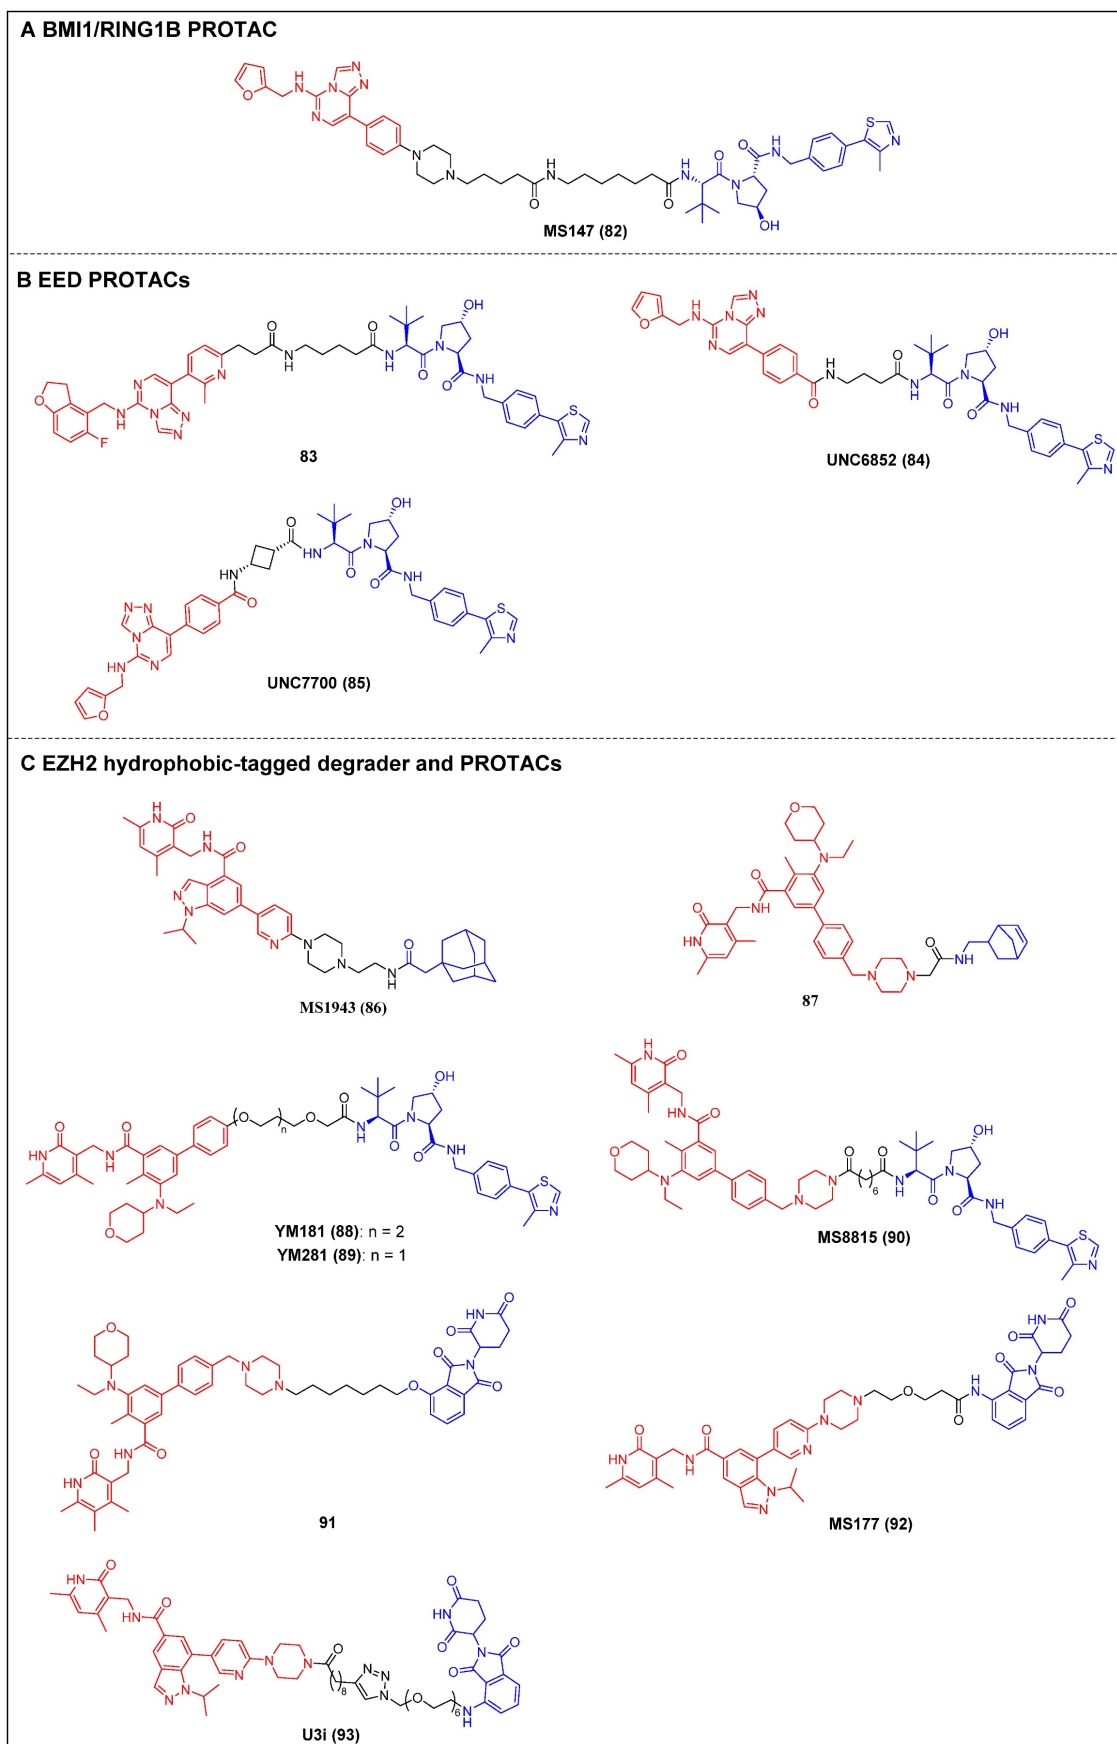 A BMI1/RING1B PROTAC
MS147 (82)
B EED PROTACs
83
UNC6852 (84)
UNC7700 (85)
C EZH2 hydrophobic-tagged degrader and PROTACs
MS1943 (86)
87
YM181 (88): n = 2
YM281 (89): n = 1
MS8815 (90)
91
MS177 (92)
U3i (93)